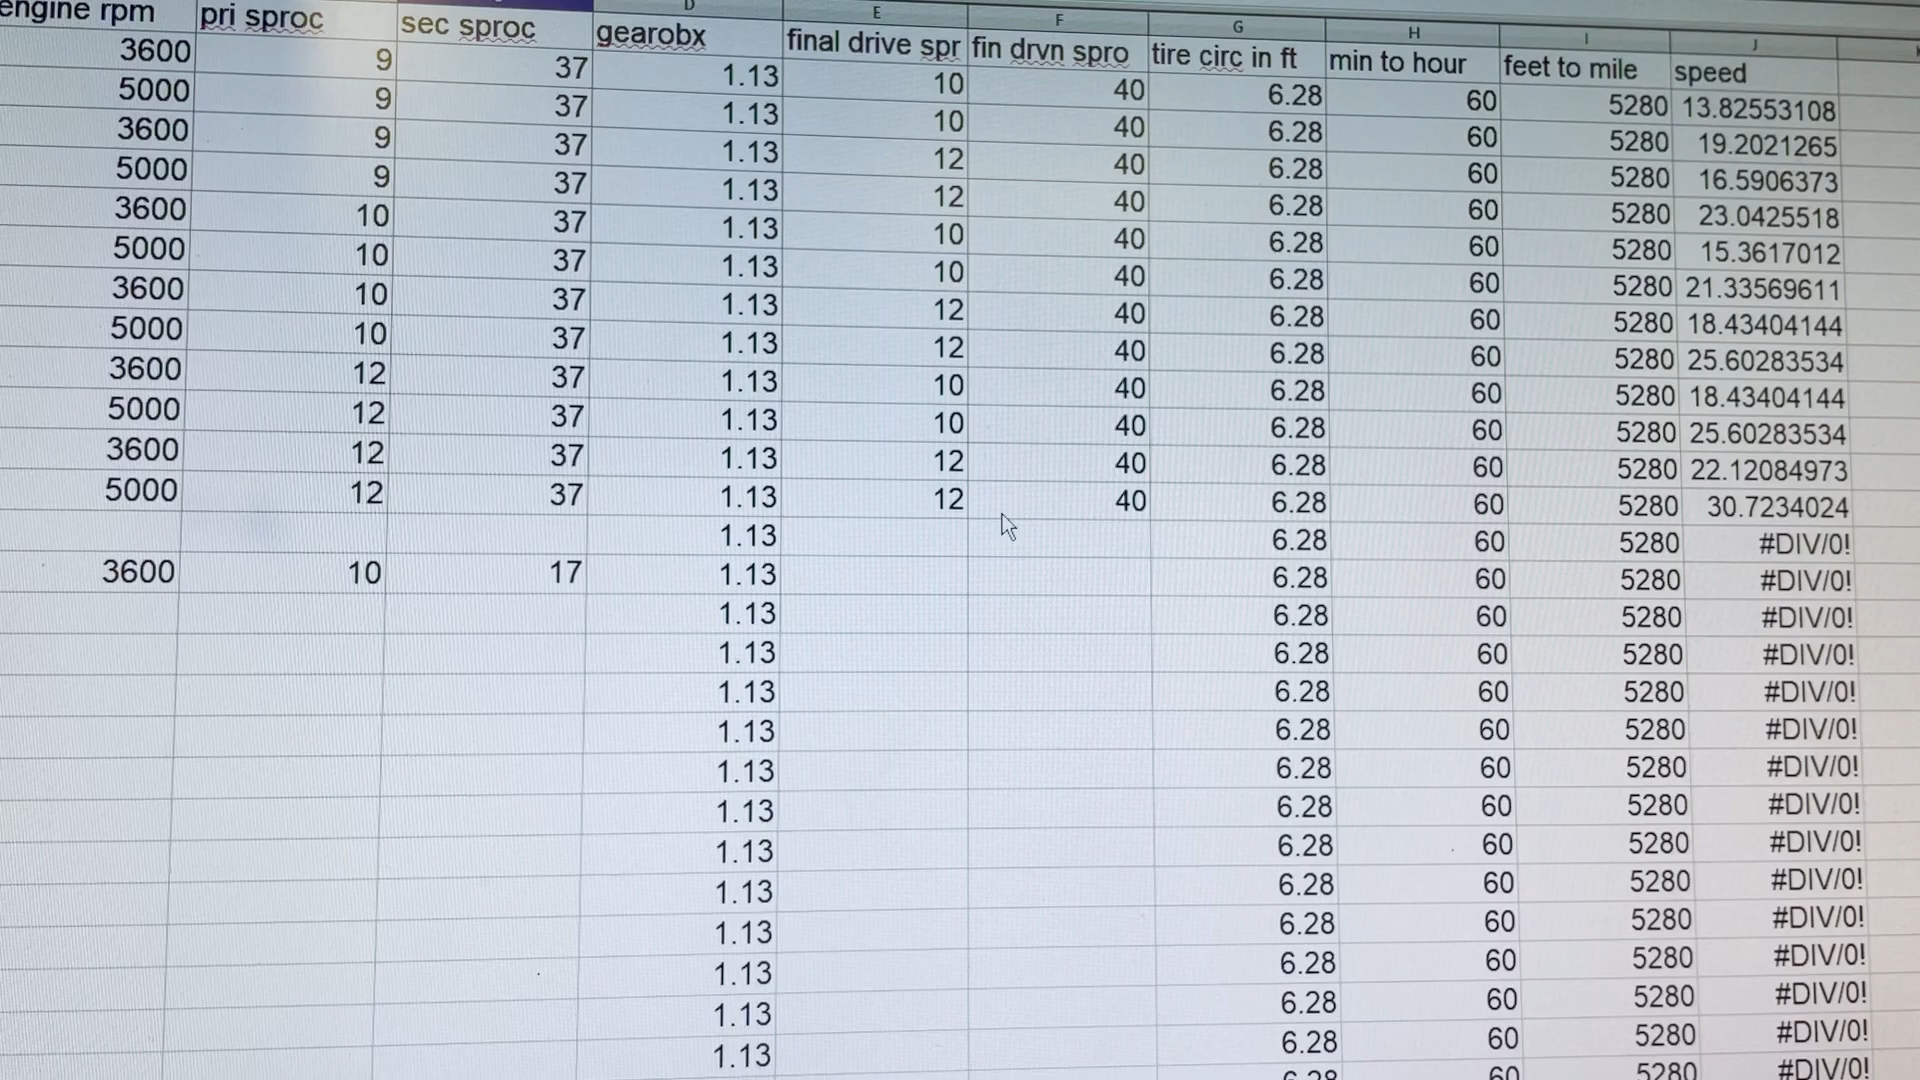 D E F G H I J
engine rpm pri sproc sec sproc gearobx final drive spr fin drvn spro tire circ in ft min to hour feet to mile speed
3600 9 37 1.13 10 40 6.28 60 5280 13.82553108
5000 9 37 1.13 10 40 6.28 60 5280 19.2021265
3600 9 37 1.13 12 40 6.28 60 5280 16.5906373
5000 9 37 1.13 12 40 6.28 60 5280 23.0425518
3600 10 37 1.13 10 40 6.28 60 5280 15.3617012
5000 10 37 1.13 10 40 6.28 60 5280 21.33569611
3600 10 37 1.13 12 40 6.28 60 5280 18.43404144
5000 10 37 1.13 12 40 6.28 60 5280 25.60283534
3600 12 37 1.13 10 40 6.28 60 5280 18.43404144
5000 12 37 1.13 10 40 6.28 60 5280 25.60283534
3600 12 37 1.13 12 40 6.28 60 5280 22.12084973
5000 12 37 1.13 12 40 6.28 60 5280 30.7234024
1.13 6.28 60 5280 #DIV/0!
3600 10 17 1.13 6.28 60 5280 #DIV/0!
1.13 6.28 60 5280 #DIV/0!
1.13 6.28 60 5280 #DIV/0!
1.13 6.28 60 5280 #DIV/0!
1.13 6.28 60 5280 #DIV/0!
1.13 6.28 60 5280 #DIV/0!
1.13 6.28 60 5280 #DIV/0!
1.13 6.28 60 5280 #DIV/0!
1.13 6.28 60 5280 #DIV/0!
1.13 6.28 60 5280 #DIV/0!
1.13 6.28 60 5280 #DIV/0!
1.13 6.28 60 5280 #DIV/0!
1.13 6.28 60 5280 #DIV/0!
6.28 60 5280 #DIV/0!